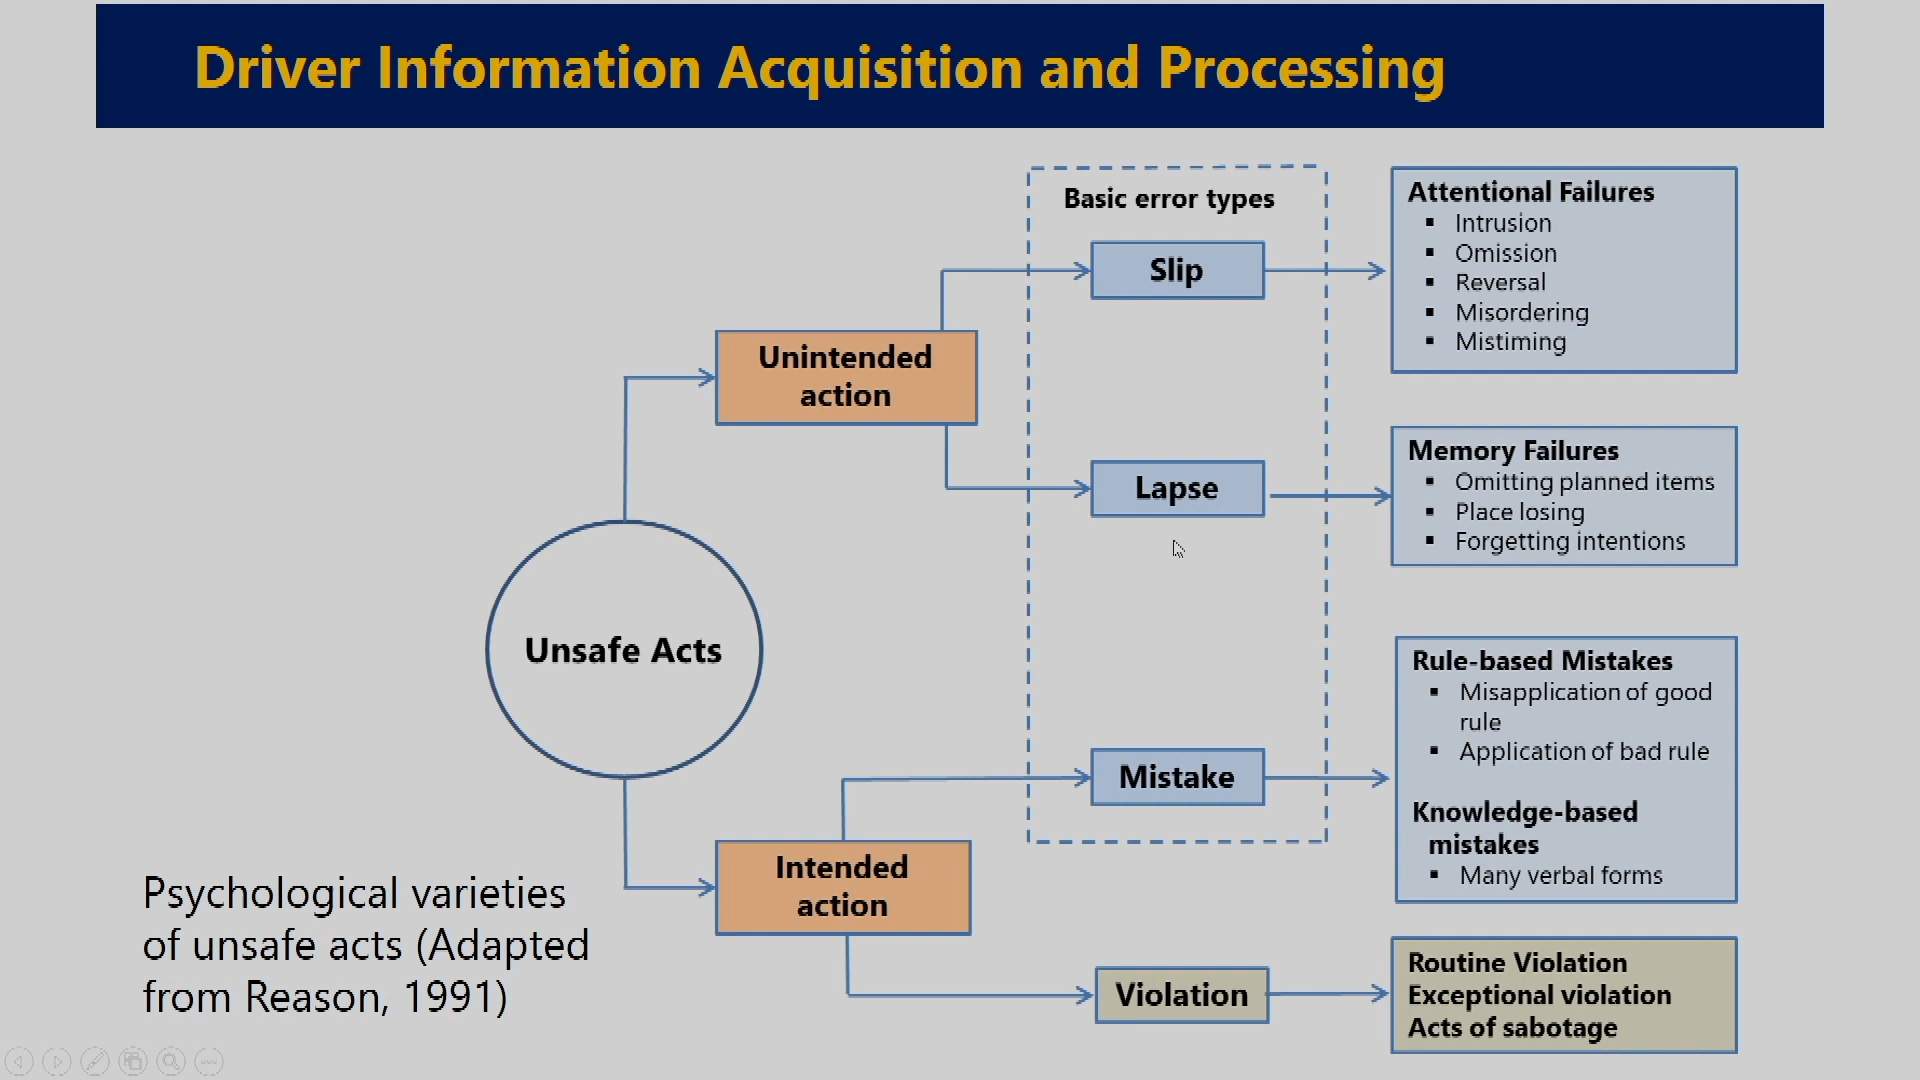 Driver Information Acquisition and Processing
Basic error types
Slip
Attentional Failures
▪ Intrusion
▪ Omission
▪ Reversal
▪ Misordering
▪ Mistiming
Unintended
action
Lapse
Memory Failures
▪ Omitting planned items
▪ Place losing
▪ Forgetting intentions
Unsafe Acts
Mistake
Rule-based Mistakes
▪ Misapplication of good
rule
▪ Application of bad rule
Knowledge-based
mistakes
▪ Many verbal forms
Intended
action
Violation
Routine Violation
Exceptional violation
Acts of sabotage
Psychological varieties
of unsafe acts (Adapted
from Reason, 1991)